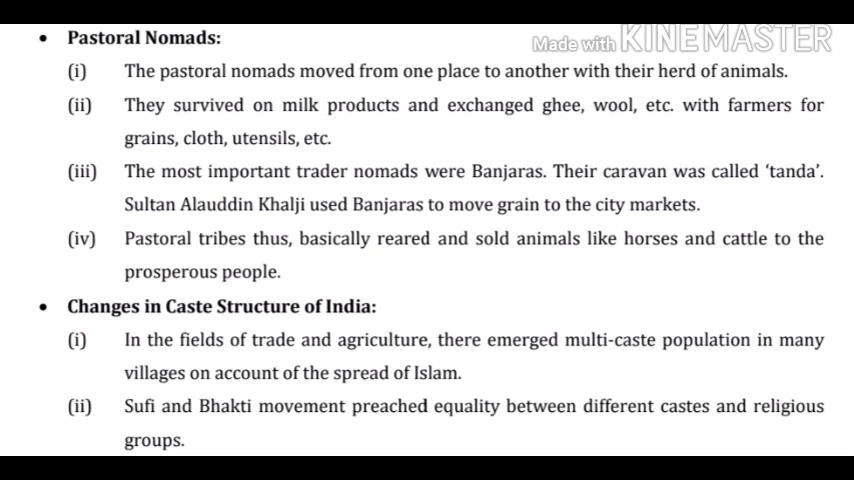 • Pastoral Nomads:
Made with KINEMASTER
(i) The pastoral nomads moved from one place to another with their herd of animals.
(ii) They survived on milk products and exchanged ghee, wool, etc. with farmers for
grains, cloth, utensils, etc.
(iii) The most important trader nomads were Banjaras. Their caravan was called ‘tanda’.
Sultan Alauddin Khalji used Banjaras to move grain to the city markets.
(iv) Pastoral tribes thus, basically reared and sold animals like horses and cattle to the
prosperous people.
• Changes in Caste Structure of India:
(i) In the fields of trade and agriculture, there emerged multi-caste population in many
villages on account of the spread of Islam.
(ii) Sufi and Bhakti movement preached equality between different castes and religious
groups.